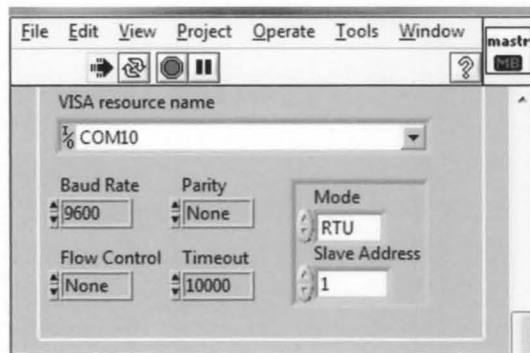 File Edit View Project Operate Tools Window
mastr
MB
?
VISA resource name
I/O COM10
Baud Rate Parity
9600 None
Mode
RTU
Flow Control Timeout
None 10000
Slave Address
1